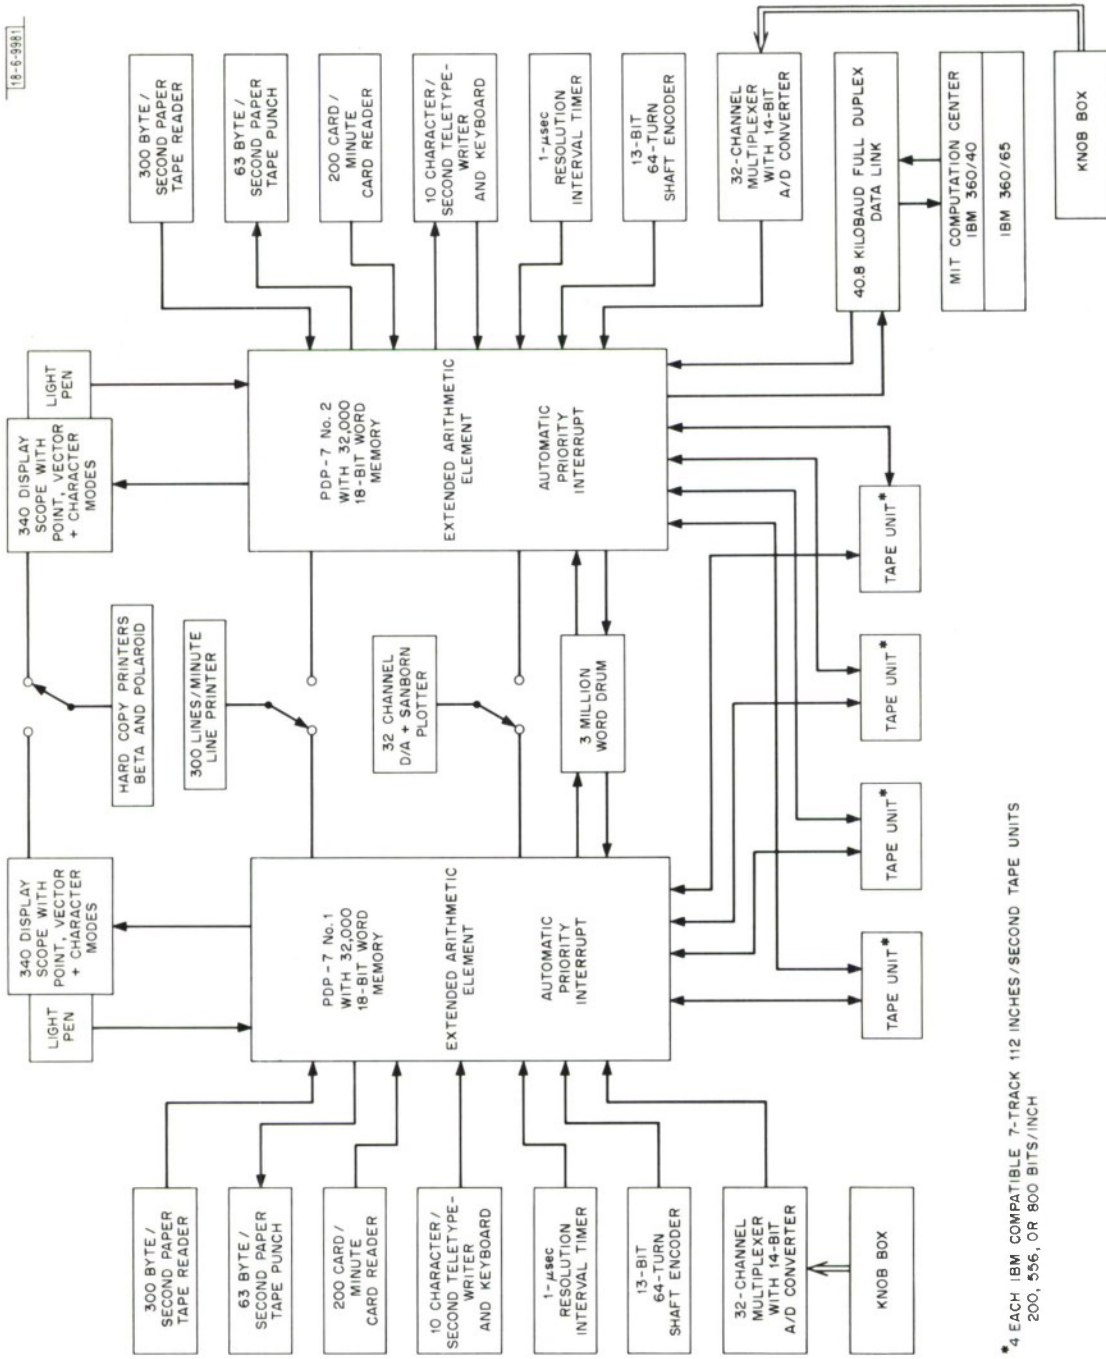 18-6-9981
LIGHT
PEN
340 DISPLAY
SCOPE WITH
POINT, VECTOR
+ CHARACTER
MODES
HARD COPY PRINTERS
BETA AND POLAROID
340 DISPLAY
SCOPE WITH
POINT, VECTOR
+ CHARACTER
MODES
LIGHT
PEN
300 BYTE/
SECOND PAPER
TAPE READER
63 BYTE/
SECOND PAPER
TAPE PUNCH
200 CARD/
MINUTE
CARD READER
10 CHARACTER/
SECOND TELETYPE-
WRITER
AND KEYBOARD
1-μsec
RESOLUTION
INTERVAL TIMER
13-BIT
64-TURN
SHAFT ENCODER
32-CHANNEL
MULTIPLEXER
WITH 14-BIT
A/D CONVERTER
KNOB BOX
PDP-7 No. 1
WITH 32,000
18-BIT WORD
MEMORY
EXTENDED ARITHMETIC
ELEMENT
AUTOMATIC
PRIORITY
INTERRUPT
300 LINES/MINUTE
LINE PRINTER
32 CHANNEL
D/A + SANBORN
PLOTTER
3 MILLION
WORD DRUM
PDP-7 No. 2
WITH 32,000
18-BIT WORD
MEMORY
EXTENDED ARITHMETIC
ELEMENT
AUTOMATIC
PRIORITY
INTERRUPT
300 BYTE/
SECOND PAPER
TAPE READER
63 BYTE/
SECOND PAPER
TAPE PUNCH
200 CARD/
MINUTE
CARD READER
10 CHARACTER/
SECOND TELETYPE-
WRITER
AND KEYBOARD
1-μsec
RESOLUTION
INTERVAL TIMER
13-BIT
64-TURN
SHAFT ENCODER
32-CHANNEL
MULTIPLEXER
WITH 14-BIT
A/D CONVERTER
40.8 KILOBAUD FULL DUPLEX
DATA LINK
MIT COMPUTATION CENTER
IBM 360/40
IBM 360/65
KNOB BOX
TAPE UNIT*
TAPE UNIT*
TAPE UNIT*
TAPE UNIT*
*4 EACH IBM COMPATIBLE 7-TRACK 112 INCHES/SECOND TAPE UNITS
200, 556, OR 800 BITS/INCH